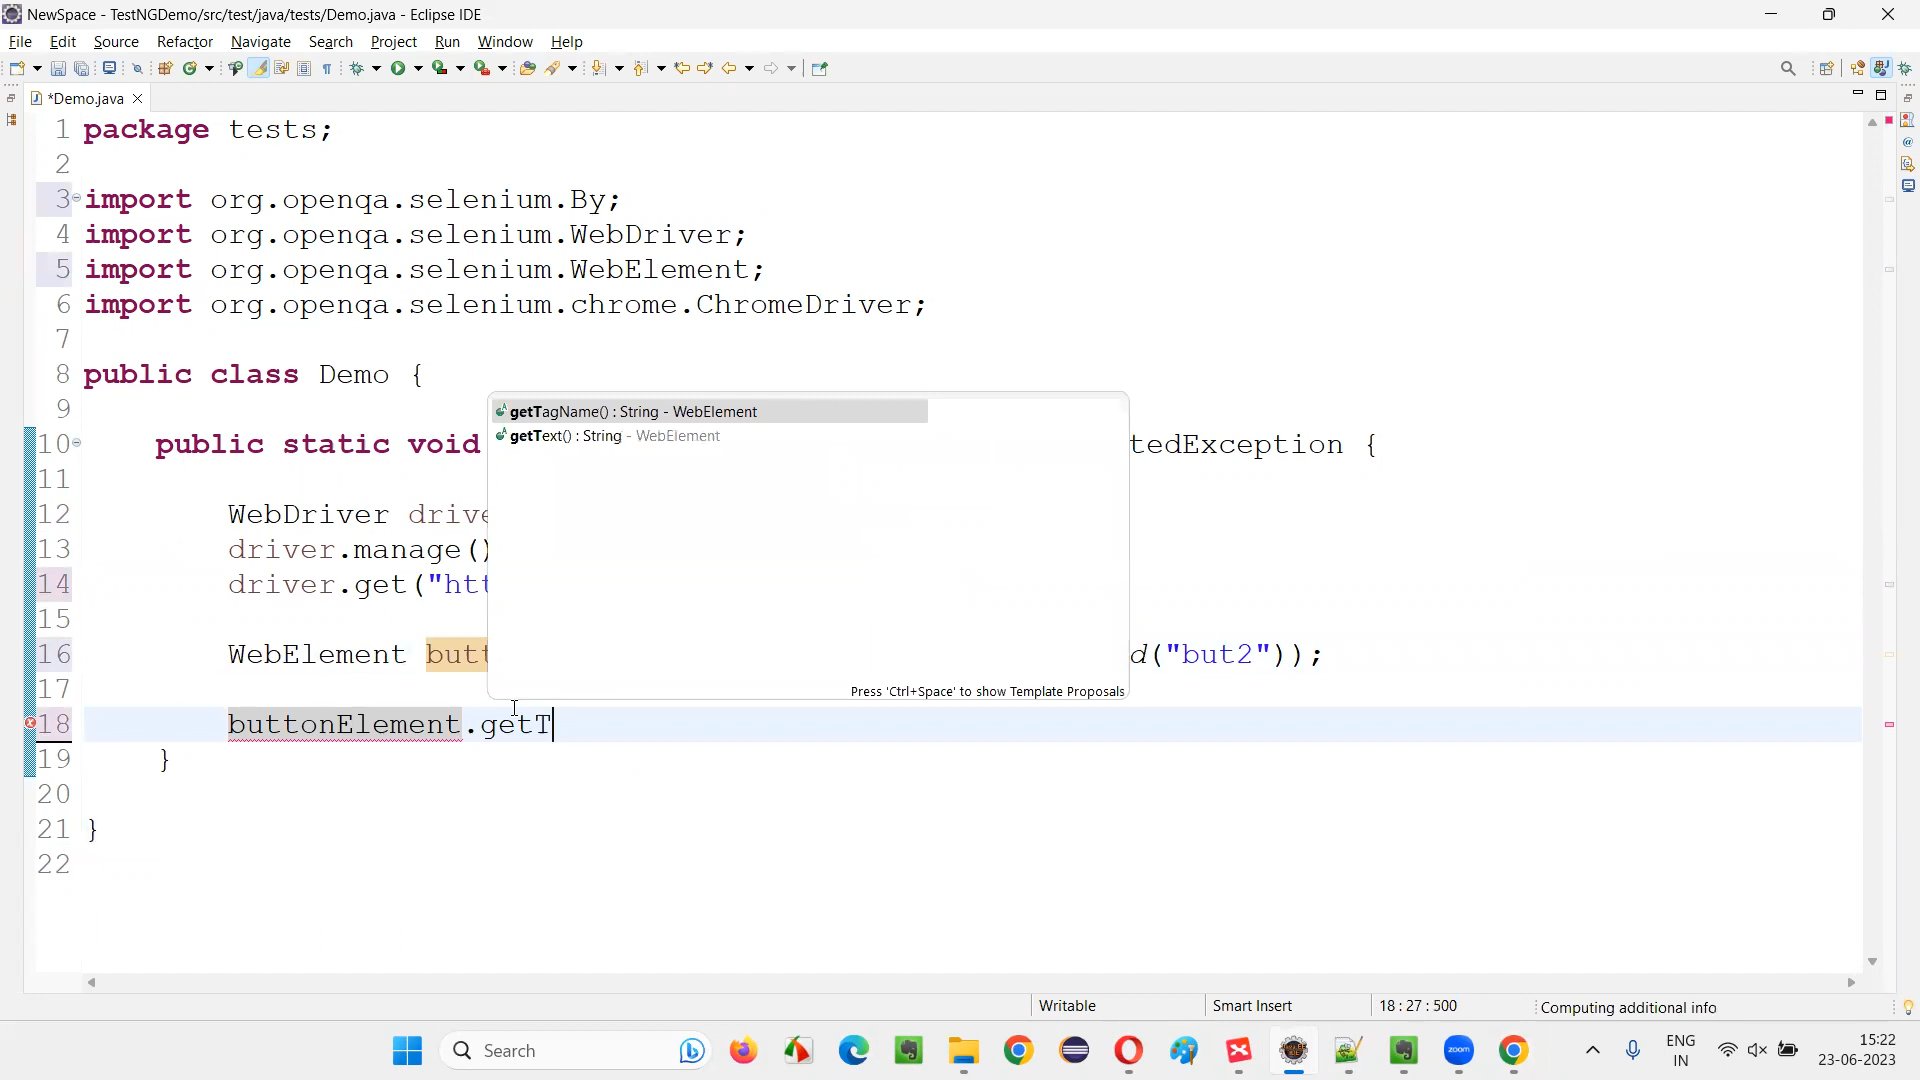 NewSpace - TestNGDemo/src/test/java/tests/Demo.java - Eclipse IDE
File Edit Source Refactor Navigate Search Project Run Window Help
*Demo.java
1 package tests;
2
3 import org.openqa.selenium.By;
4 import org.openqa.selenium.WebDriver;
5 import org.openqa.selenium.WebElement;
6 import org.openqa.selenium.chrome.ChromeDriver;
7
8 public class Demo {
9
getTagName() : String - WebElement
getText() : String - WebElement
10 public static void tedException {
11
12 WebDriver drive
13 driver.manage()
14 driver.get("htt
15
16 WebElement butt d("but2"));
17
Press 'Ctrl+Space' to show Template Proposals
18 buttonElement.getT
19 }
20
21 }
22
Writable Smart Insert 18 : 27 : 500 Computing additional info
Search zoom ENG 15:22
IN 23-06-2023